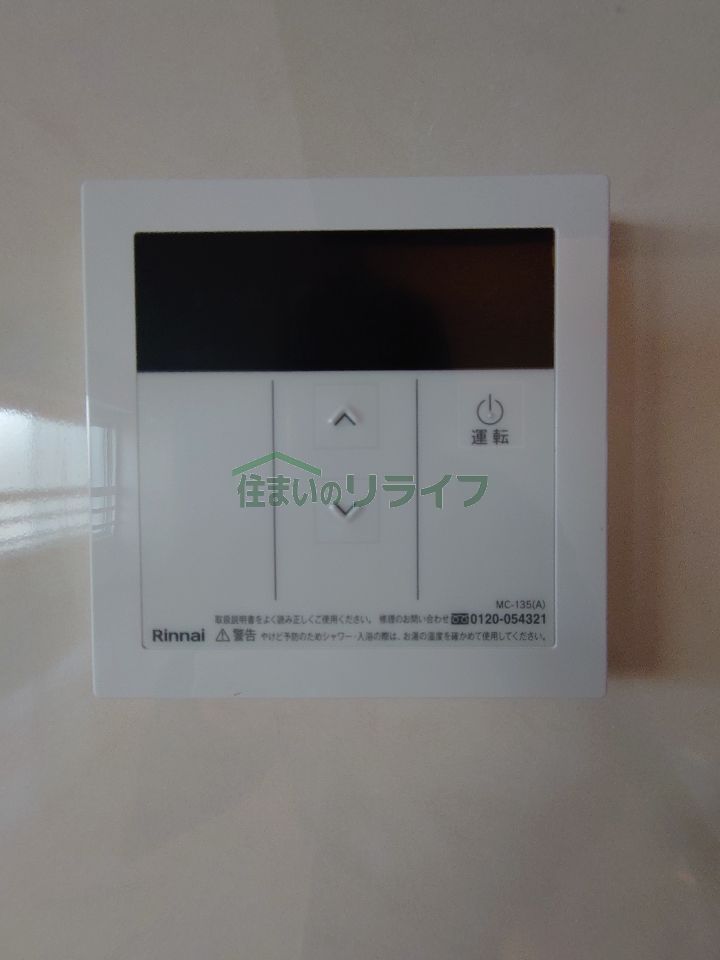 運転
住まいのリライフ
MC-135(A)
取扱説明書をよく読み正しくご使用ください。 修理のお問い合わせ 0120-054321
Rinnai ⚠警告 やけど予防のためシャワー・入浴の際は、お湯の温度を確かめて使用してください。